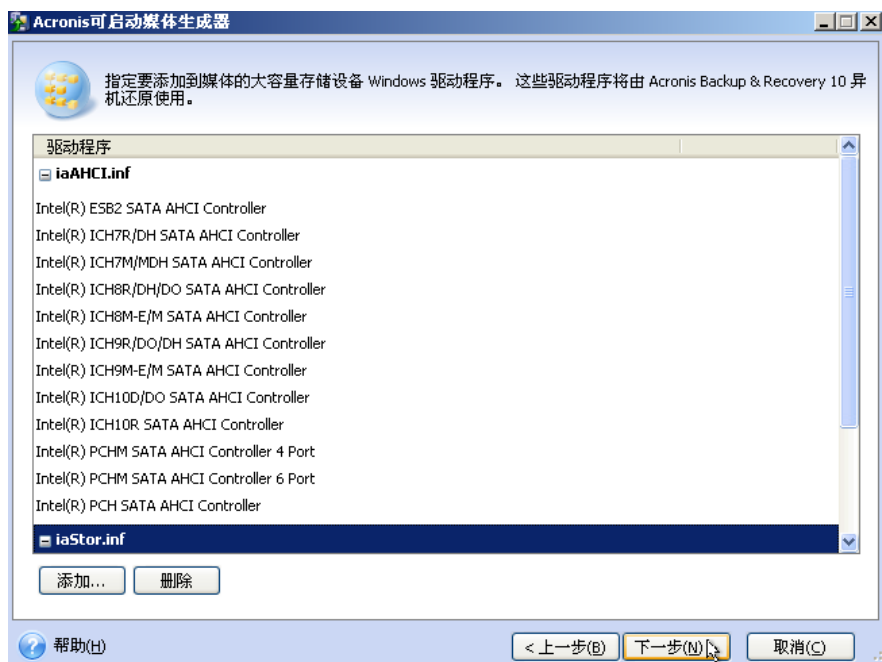 Acronis可启动媒体生成器
指定要添加到媒体的大容量存储设备 Windows 驱动程序。 这些驱动程序将由 Acronis Backup & Recovery 10 异
机还原使用。
驱动程序
iaAHCI.inf
Intel(R) ESB2 SATA AHCI Controller
Intel(R) ICH7R/DH SATA AHCI Controller
Intel(R) ICH7M/MDH SATA AHCI Controller
Intel(R) ICH8R/DH/DO SATA AHCI Controller
Intel(R) ICH8M-E/M SATA AHCI Controller
Intel(R) ICH9R/DO/DH SATA AHCI Controller
Intel(R) ICH9M-E/M SATA AHCI Controller
Intel(R) ICH10D/DO SATA AHCI Controller
Intel(R) ICH10R SATA AHCI Controller
Intel(R) PCHM SATA AHCI Controller 4 Port
Intel(R) PCHM SATA AHCI Controller 6 Port
Intel(R) PCH SATA AHCI Controller
iaStor.inf
添加... 删除
帮助(H) < 上一步(B) 下一步(N) > 取消(C)